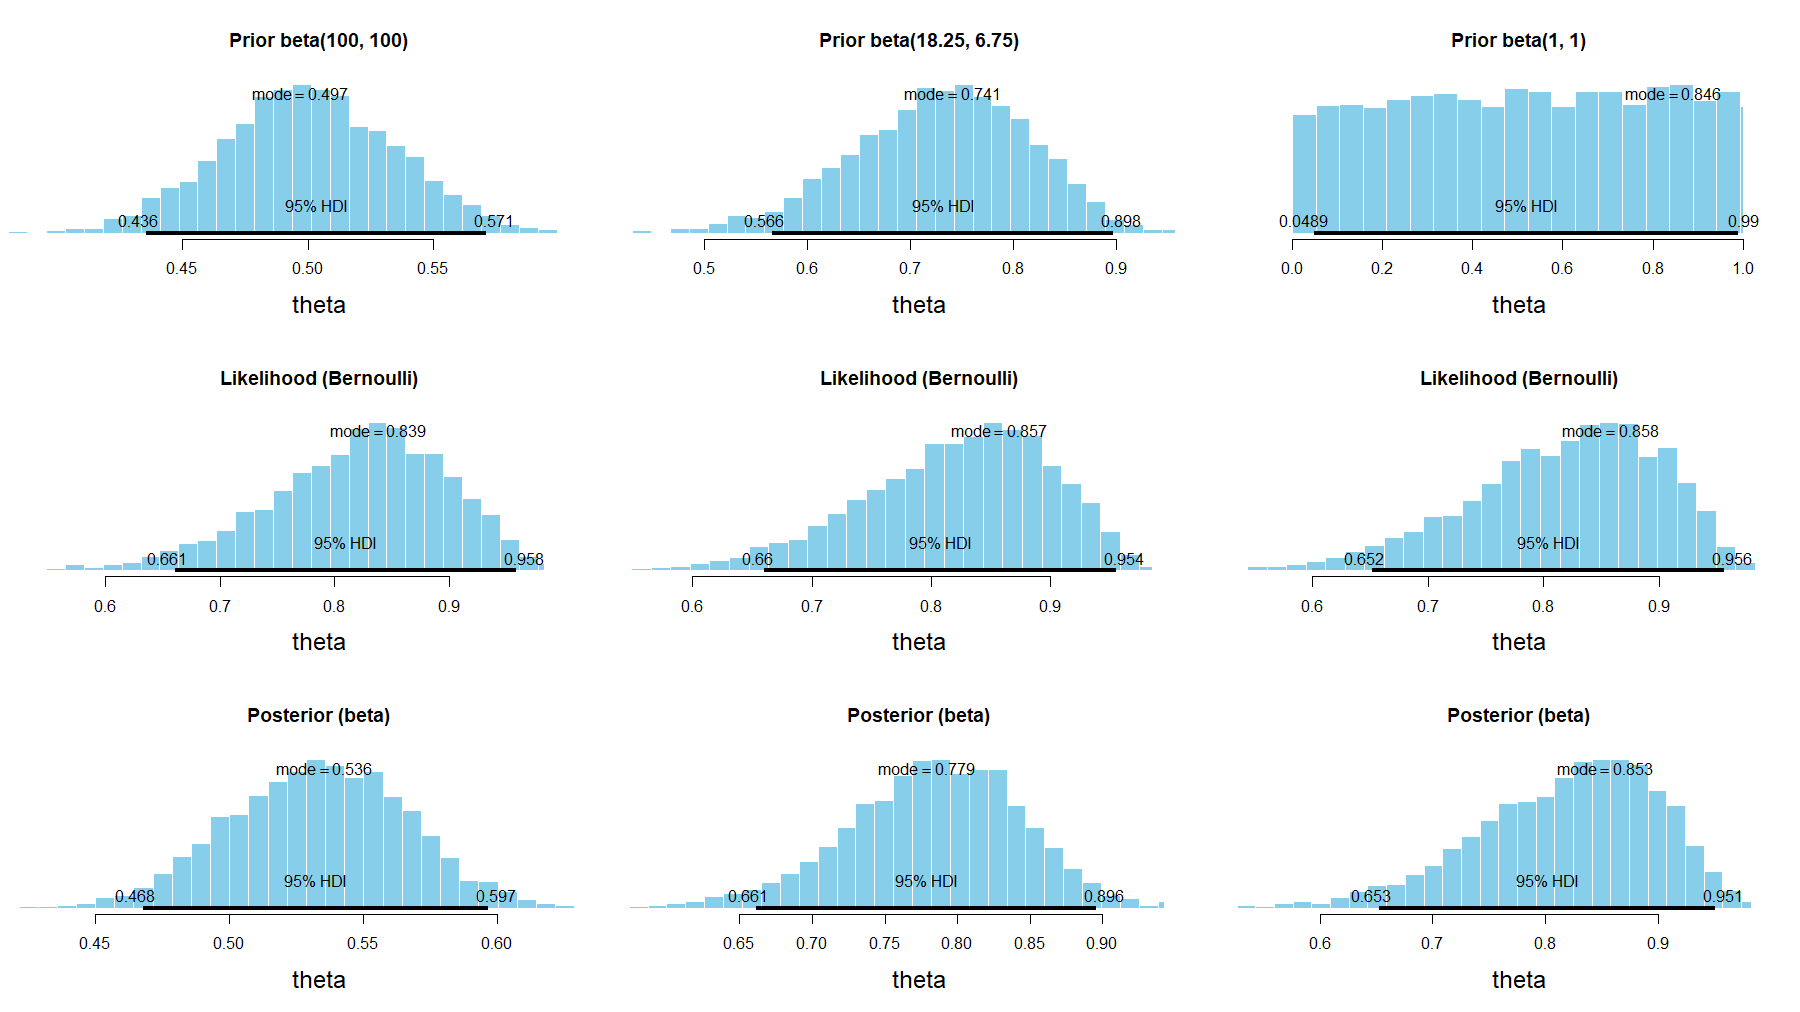 Prior beta(100, 100)
mode = 0.497
95% HDI
0.436 0.571
0.45 0.50 0.55
theta
Prior beta(18.25, 6.75)
mode = 0.741
95% HDI
0.566 0.898
0.5 0.6 0.7 0.8 0.9
theta
Prior beta(1, 1)
mode = 0.846
95% HDI
0.0489 0.99
0.0 0.2 0.4 0.6 0.8 1.0
theta
Likelihood (Bernoulli)
mode = 0.839
95% HDI
0.661 0.958
0.6 0.7 0.8 0.9
theta
Likelihood (Bernoulli)
mode = 0.857
95% HDI
0.66 0.954
0.6 0.7 0.8 0.9
theta
Likelihood (Bernoulli)
mode = 0.858
95% HDI
0.652 0.956
0.6 0.7 0.8 0.9
theta
Posterior (beta)
mode = 0.536
95% HDI
0.468 0.597
0.45 0.50 0.55 0.60
theta
Posterior (beta)
mode = 0.779
95% HDI
0.661 0.896
0.65 0.70 0.75 0.80 0.85 0.90
theta
Posterior (beta)
mode = 0.853
95% HDI
0.653 0.951
0.6 0.7 0.8 0.9
theta